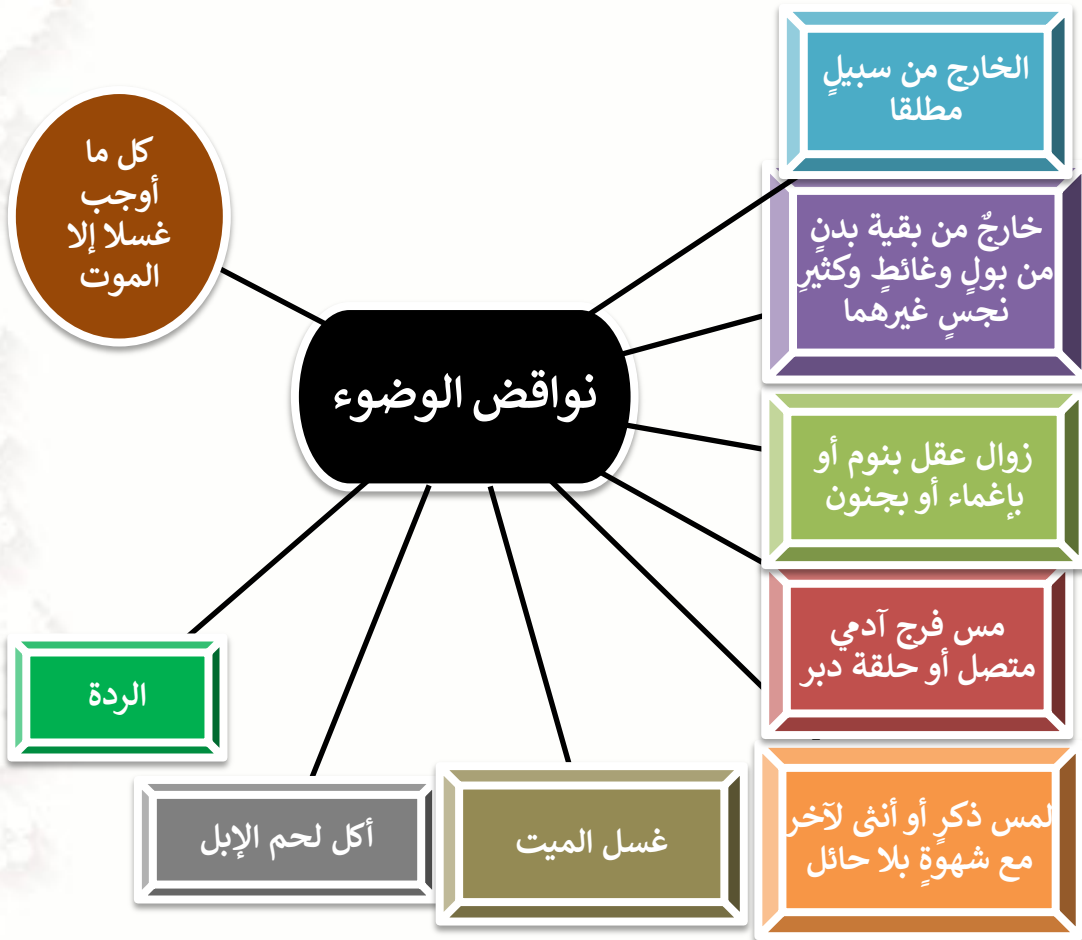 نواقض الوضوء
الخارج من سبيلٍ
مطلقا
خارجٌ من بقية بدنٍ
من بولٍ وغائطٍ وكثيرِ
نجسٍ غيرهما
زوال عقل بنوم أو
بإغماء أو بجنون
مس فرج آدمي
متصل أو حلقة دبر
لمس ذكرٍ أو أنثى لآخر
مع شهوةٍ بلا حائل
غسل الميت
أكل لحم الإبل
الردة
كل ما
أوجب
غسلا إلا
الموت